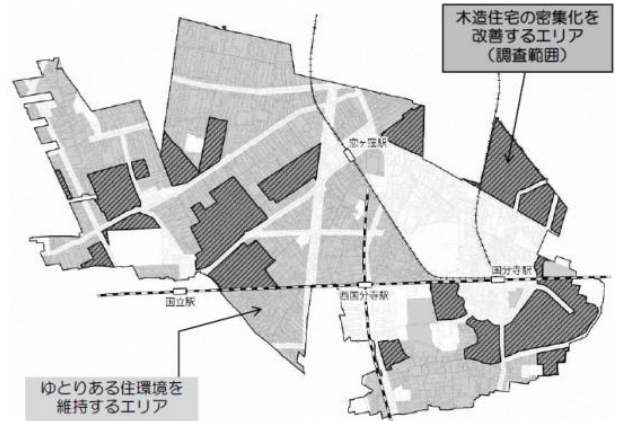 木造住宅の密集化を
改善するエリア
（調査範囲）
恋ヶ窪駅
国分寺駅
西国分寺駅
国立駅
ゆとりある住環境を
維持するエリア